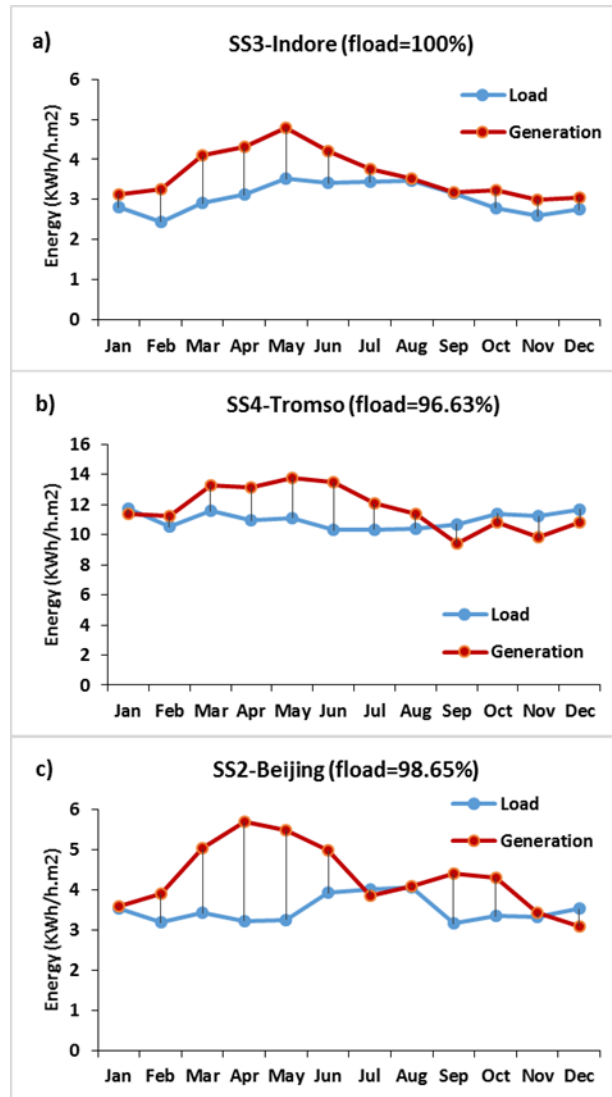 a)
SS3-Indore (fload=100%)
Energy (KWh/h.m2)
6
5
4
3
2
1
0
Load
Generation
Jan Feb Mar Apr May Jun Jul Aug Sep Oct Nov Dec
b)
SS4-Tromso (fload=96.63%)
Energy (KWh/h.m2)
16
14
12
10
8
6
4
2
0
Load
Generation
Jan Feb Mar Apr May Jun Jul Aug Sep Oct Nov Dec
c)
SS2-Beijing (fload=98.65%)
Energy (KWh/h.m2)
6
5
4
3
2
1
0
Load
Generation
Jan Feb Mar Apr May Jun Jul Aug Sep Oct Nov Dec